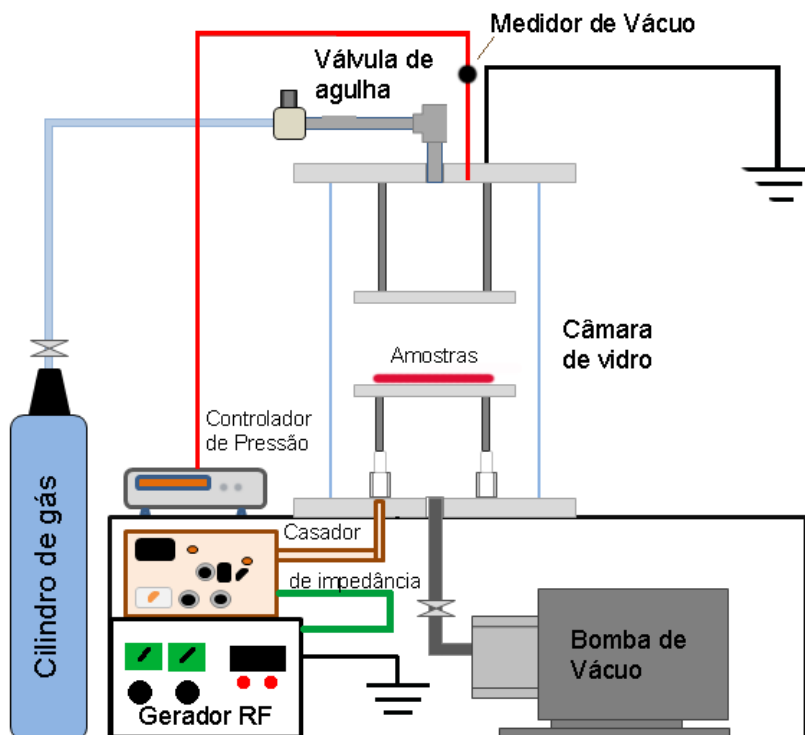 Medidor de Vácuo
Válvula de
agulha
Câmara
de vidro
Amostras
Controlador
de Pressão
Cilindro de gás
Casador
de impedância
Bomba de
Vácuo
Gerador RF